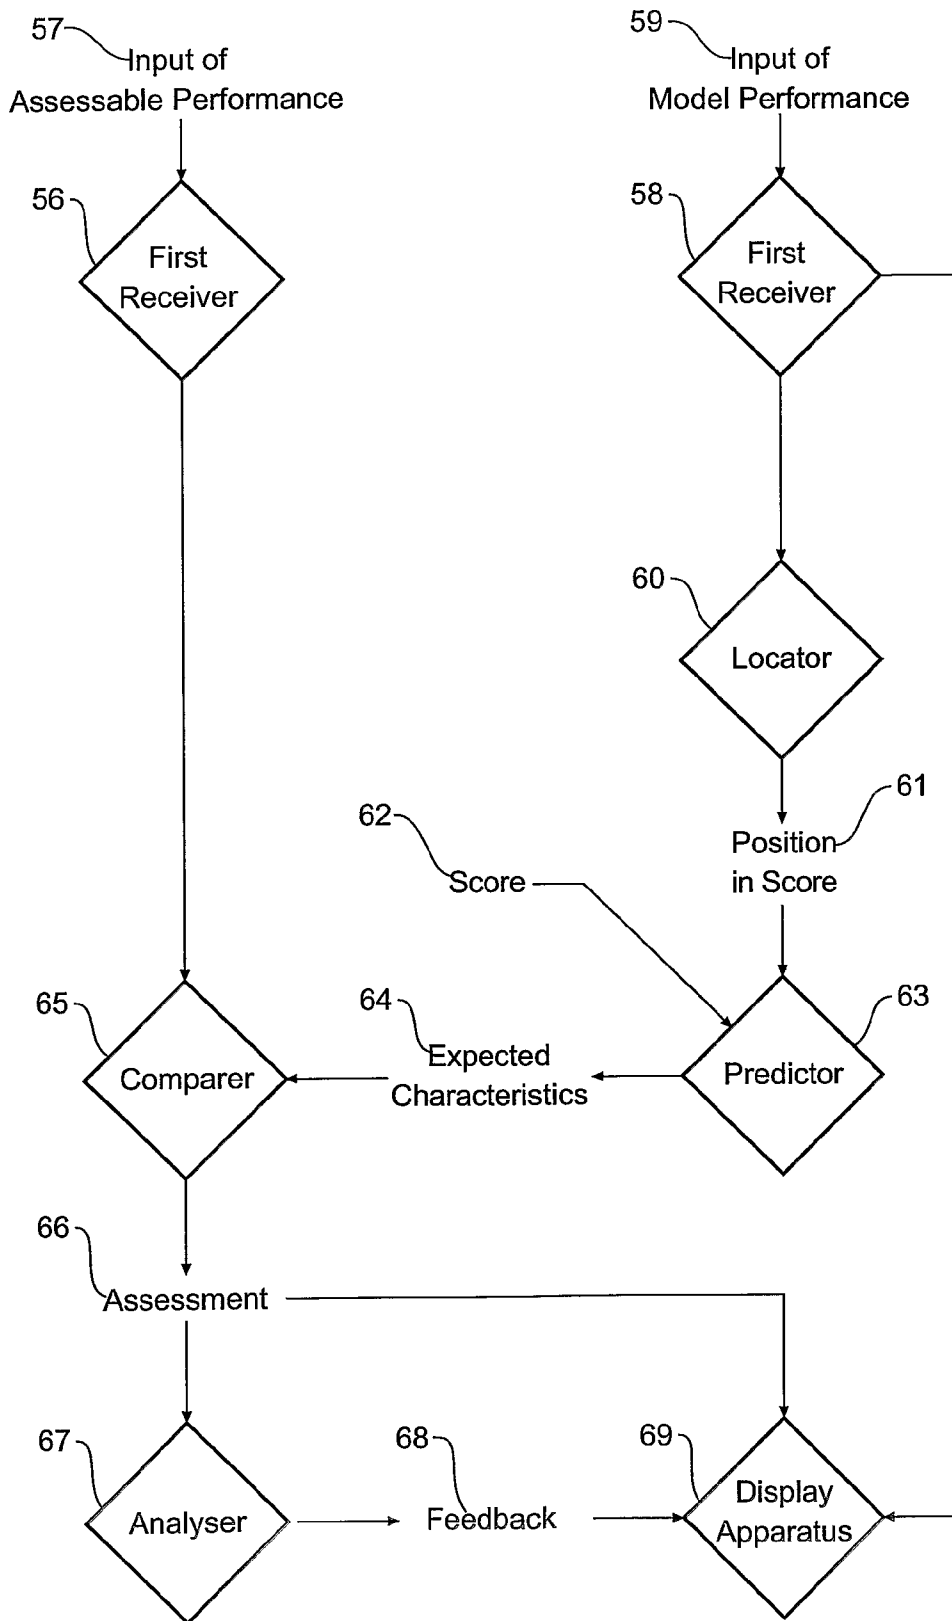 57
Input of
Assessable Performance
59
Input of
Model Performance
56
First
Receiver
58
First
Receiver
60
Locator
61
Position
in Score
62
Score
65
Comparer
64
Expected
Characteristics
63
Predictor
66
Assessment
67
Analyser
68
Feedback
69
Display
Apparatus